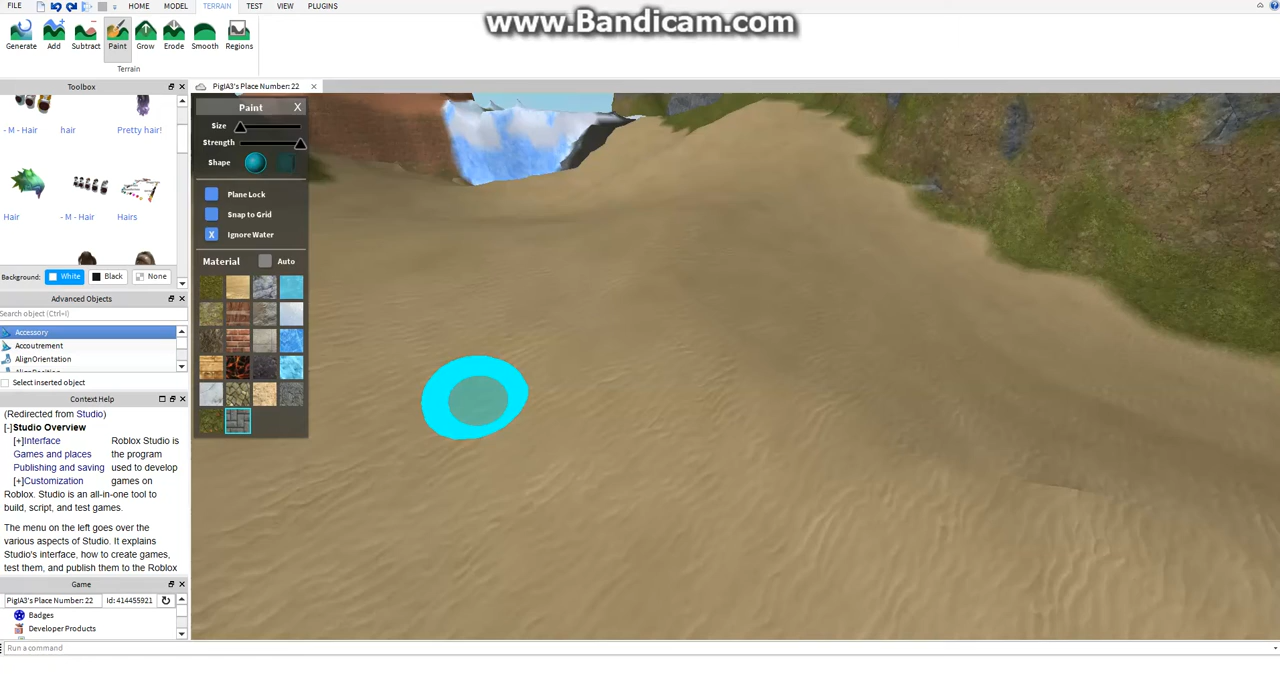 FILE HOME MODEL TERRAIN TEST VIEW PLUGINS
www.Bandicam.com
Generate Add Subtract Paint Grow Erode Smooth Regions
Terrain
Toolbox
PigIA3's Place Number: 22
- M - Hair hair Pretty hair!
Hair - M - Hair Hairs
Background: White Black None
Advanced Objects
Search object (Ctrl+I)
Accessory
Accoutrement
AlignOrientation
AlignPosition
Select inserted object
Context Help
(Redirected from Studio)
[-]Studio Overview
[+]Interface
Games and places
Publishing and saving
[+]Customization
Roblox Studio is
the program
used to develop
games on
Roblox. Studio is an all-in-one tool to
build, script, and test games.
The menu on the left goes over the
various aspects of Studio. It explains
Studio's interface, how to create games,
test them, and publish them to the Roblox
Game
PigIA3's Place Number: 22 Id: 414455921
Badges
Developer Products
Run a command
Paint X
Size
Strength
Shape
Plane Lock
Snap to Grid
X Ignore Water
Material Auto